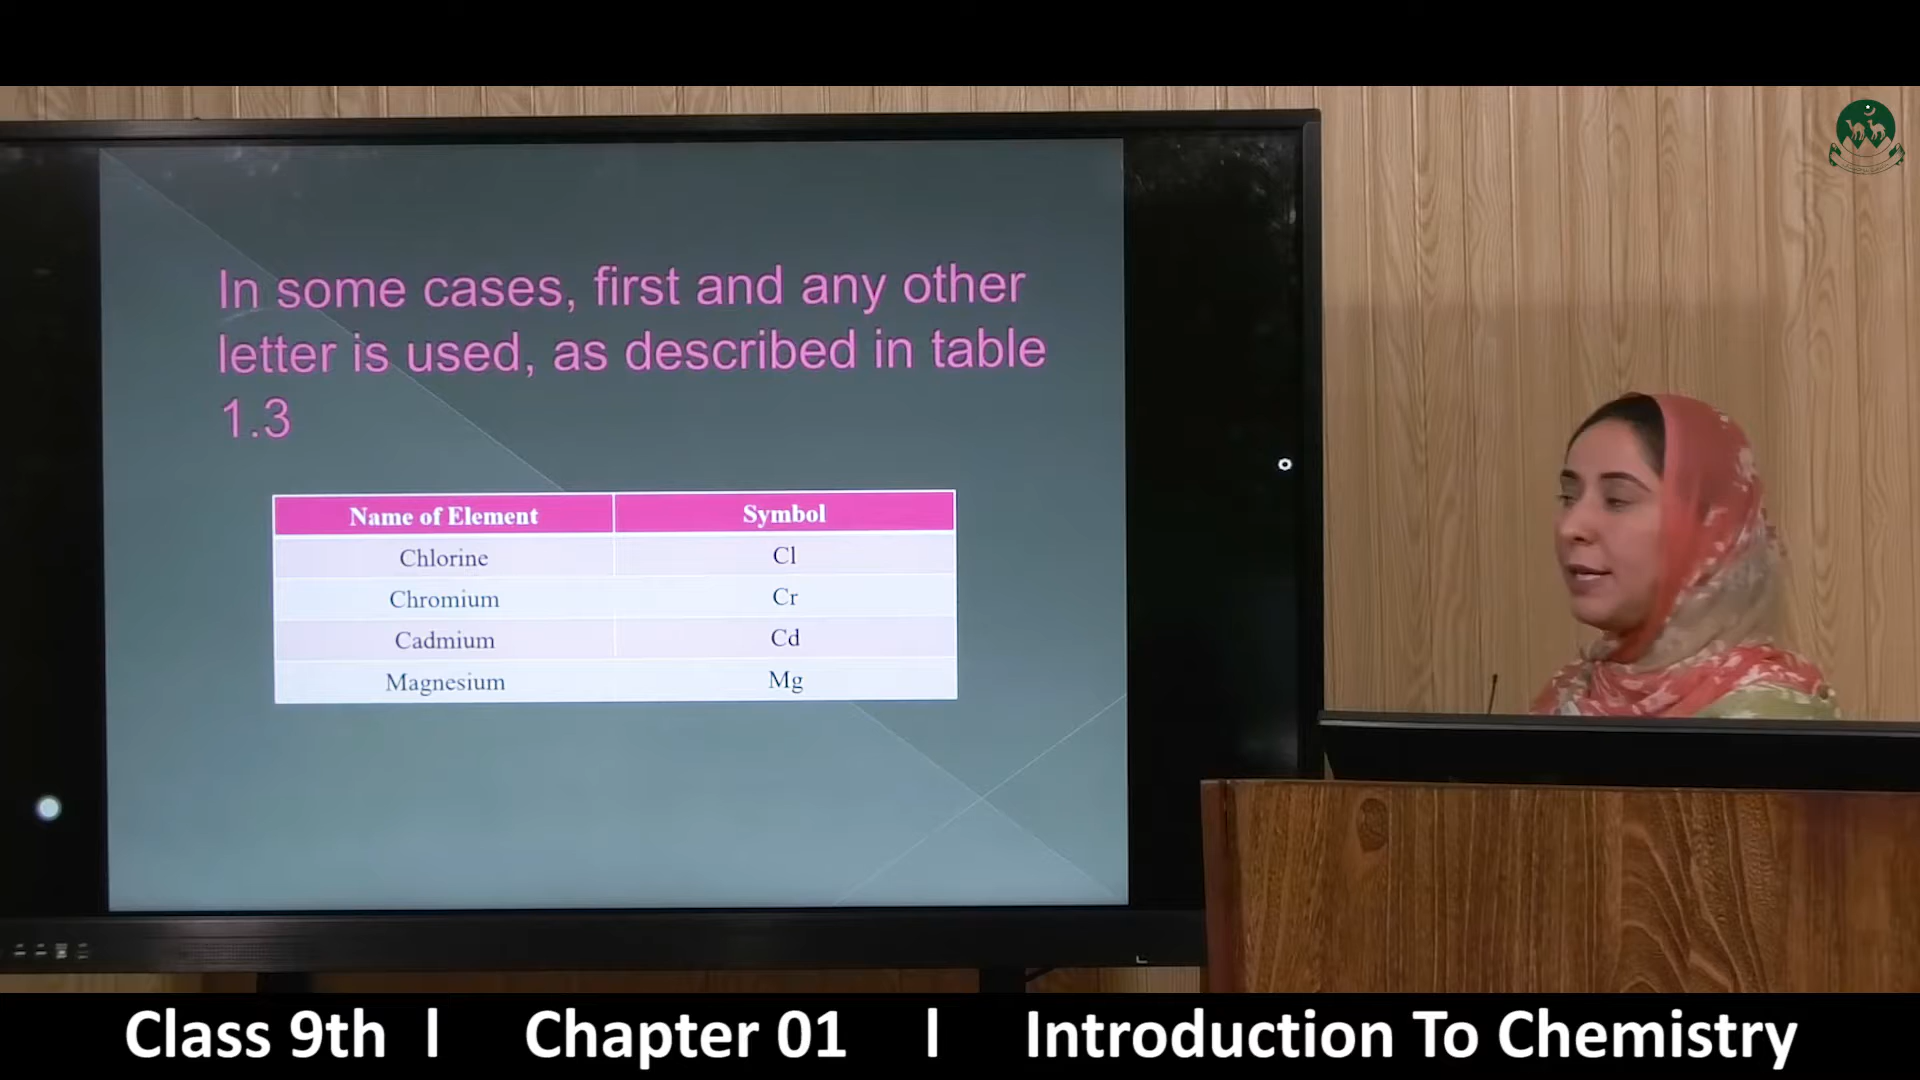 In some cases, first and any other
letter is used, as described in table
1.3
Name of Element Symbol
Chlorine Cl
Chromium Cr
Cadmium Cd
Magnesium Mg
Class 9th l Chapter 01 l Introduction To Chemistry